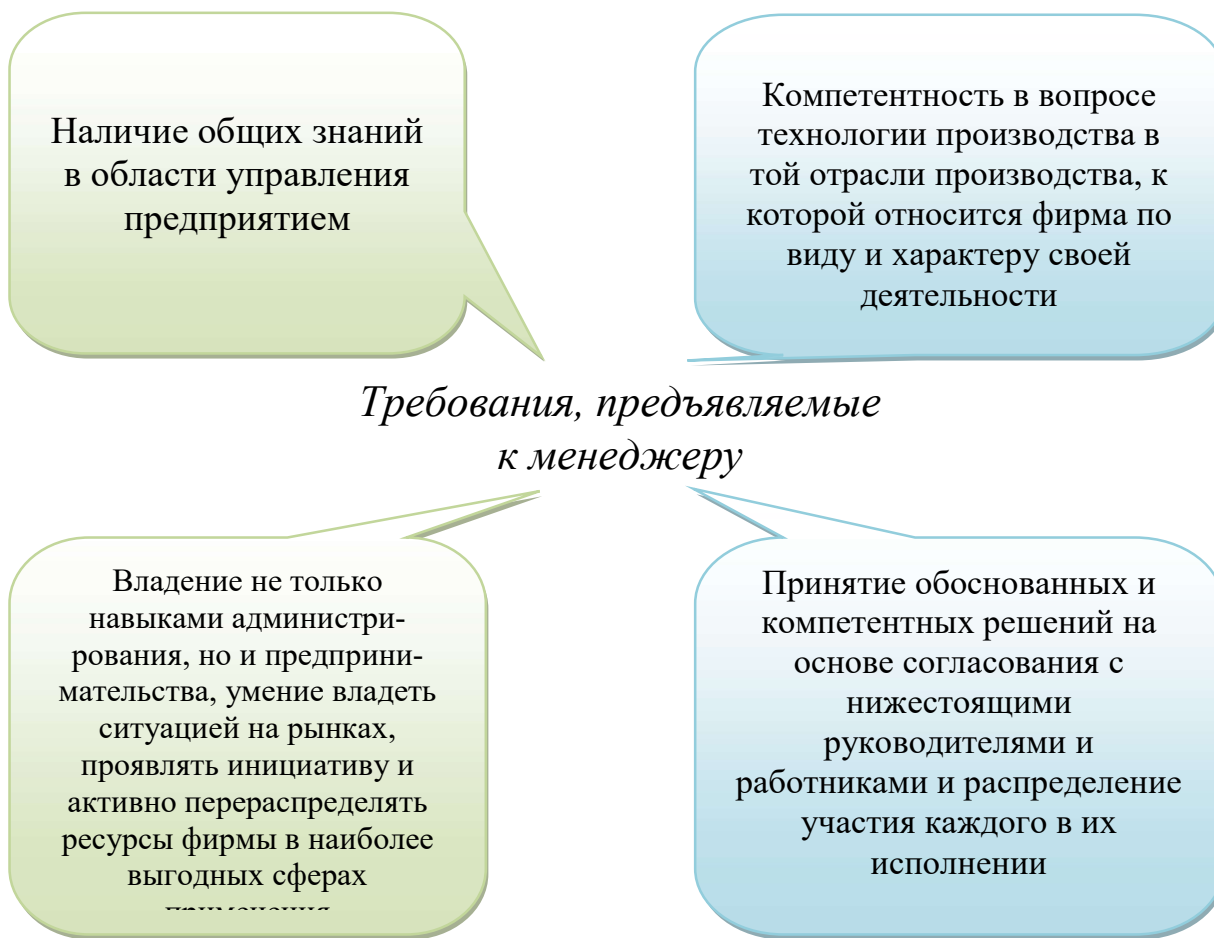 Наличие общих знаний
в области управления
предприятием
Компетентность в вопросе
технологии производства в
той отрасли производства, к
которой относится фирма по
виду и характеру своей
деятельности
Требования, предъявляемые
к менеджеру
Владение не только
навыками администри-
рования, но и предприни-
мательства, умение владеть
ситуацией на рынках,
проявлять инициативу и
активно перераспределять
ресурсы фирмы в наиболее
выгодных сферах
Принятие обоснованных и
компетентных решений на
основе согласования с
нижестоящими
руководителями и
работниками и распределение
участия каждого в их
исполнении